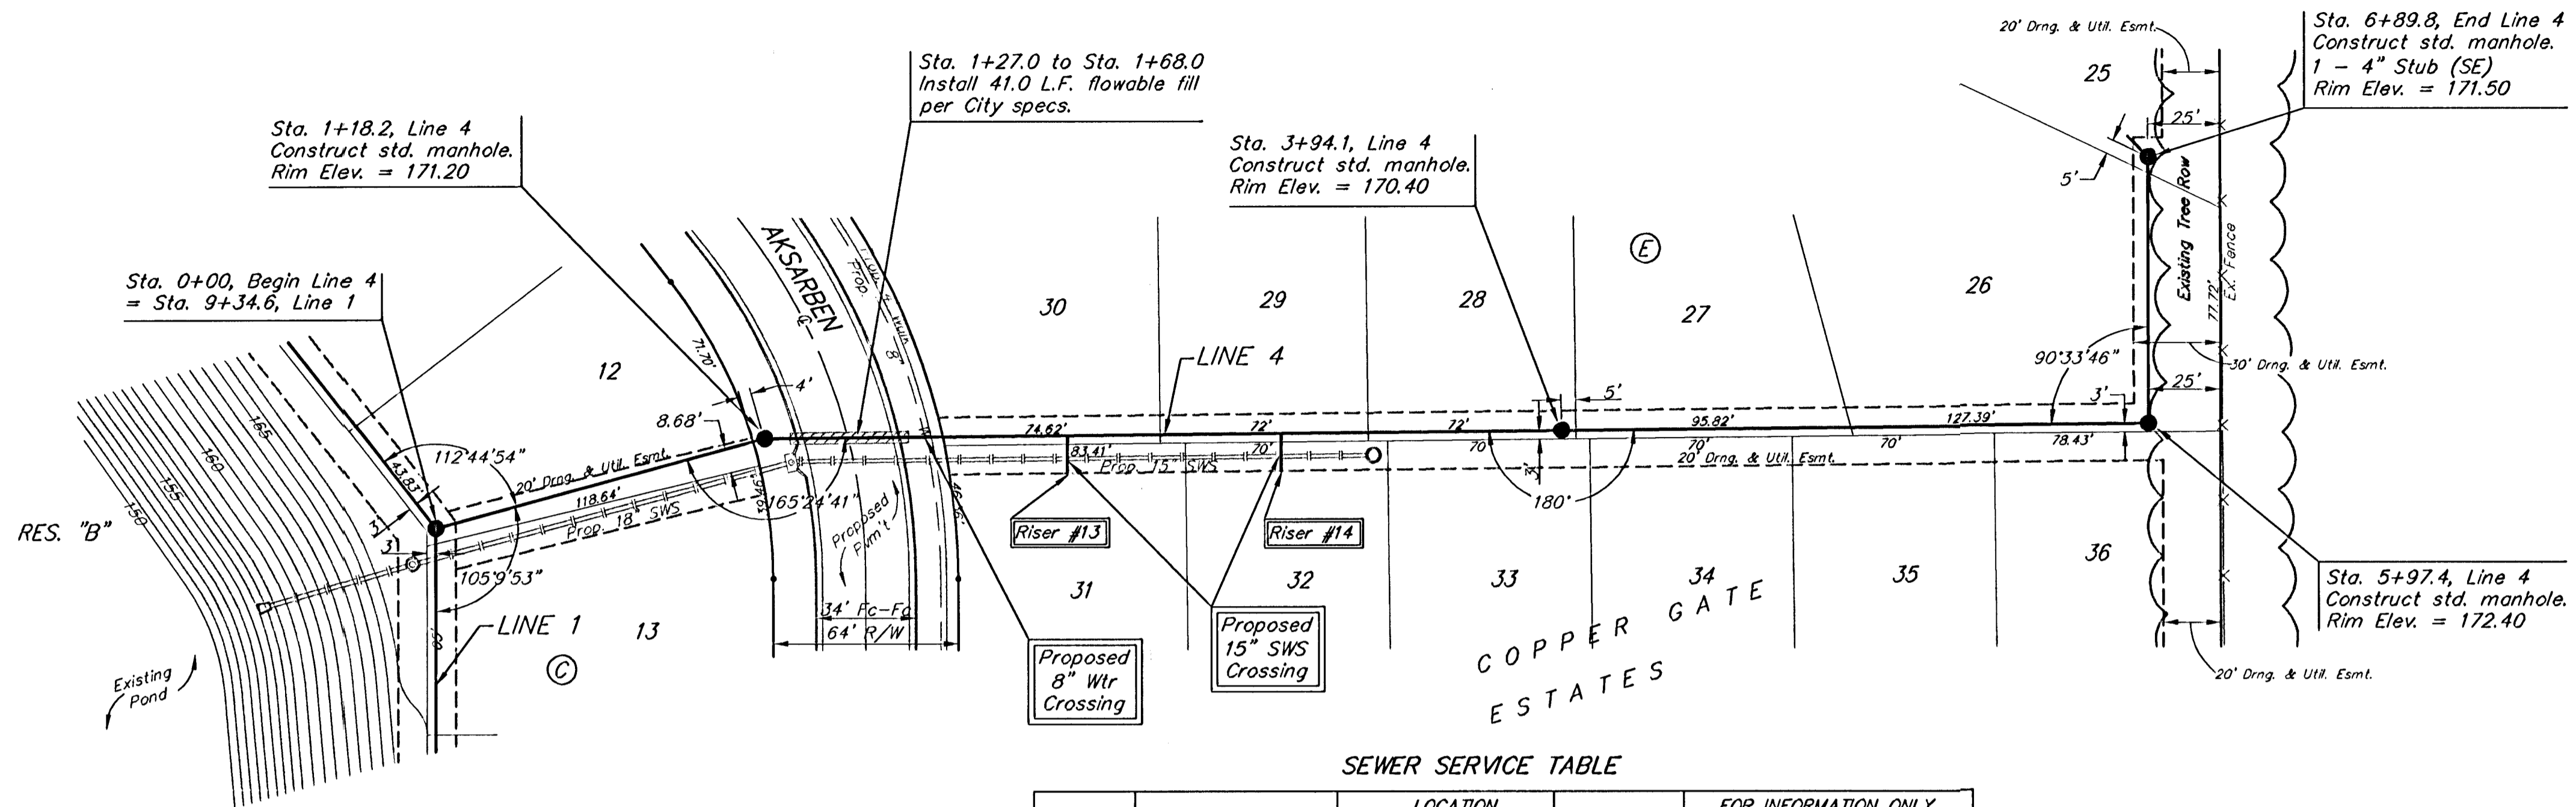 20' Drng. & Util. Esmt.
Sta. 6+89.8, End Line 4
Construct std. manhole.
1 - 4" Stub (SE)
Rim Elev. = 171.50
Sta. 1+27.0 to Sta. 1+68.0
Install 41.0 L.F. flowable fill
per City specs.
Sta. 1+18.2, Line 4
Construct std. manhole.
Rim Elev. = 171.20
Sta. 3+94.1, Line 4
Construct std. manhole.
Rim Elev. = 170.40
Sta. 0+00, Begin Line 4
= Sta. 9+34.6, Line 1
25
25'
5'
Existing Tree Row
Ex. Fence
77.72'
AKSARBEN
℄
Prop.
8"
71.70'
E
30
29
28
27
26
12
LINE 4
4'
8.68'
5'
90°33'46"
30' Drng. & Util. Esmt.
25'
3'
165
160
155
150
RES. "B"
43.83'
112°44'54"
20' Drng. & Util. Esmt.
118.64'
Prop. 18" SWS
3'
3'
105°9'53"
165°24'41"
Proposed
Pvm't
74.62'
72'
72'
95.82'
127.39'
83.41'
70'
70'
70'
70'
78.43'
Prop. 15" SWS
20' Drng. & Util. Esmt.
3'
180°
Riser #13
Riser #14
31
32
33
34
35
36
34' Fc-Fc
64' R/W
LINE 1
13
C
Existing
Pond
Proposed
8" Wtr
Crossing
Proposed
15" SWS
Crossing
COPPER GATE
ESTATES
Sta. 5+97.4, Line 4
Construct std. manhole.
Rim Elev. = 172.40
20' Drng. & Util. Esmt.
SEWER SERVICE TABLE
LOCATION
FOR INFORMATION ONLY